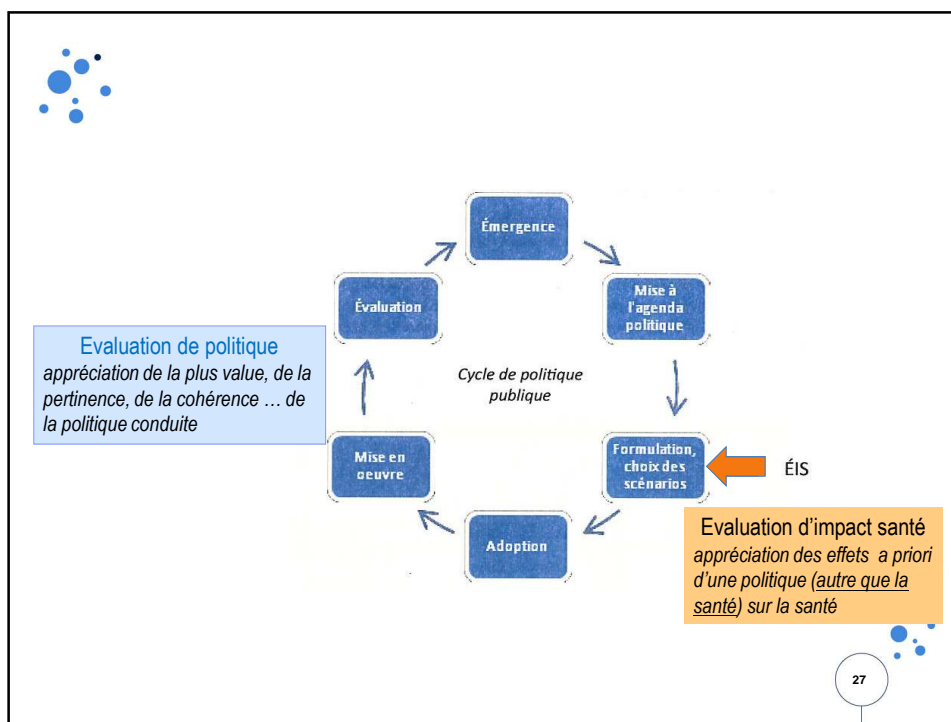 Émergence
Mise à
l'agenda
politique
Évaluation
Evaluation de politique
appréciation de la plus value, de la
pertinence, de la cohérence … de
la politique conduite
Cycle de politique
publique
Formulation,
choix des
scénarios
ÉIS
Mise en
oeuvre
Adoption
Evaluation d’impact santé
appréciation des effets a priori
d’une politique (autre que la
santé) sur la santé
27